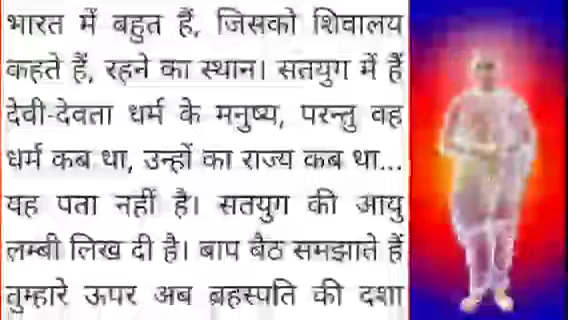 भारत में बहुत हैं, जिसको शिवालय
कहते हैं, रहने का स्थान। सतयुग में हैं
देवी-देवता धर्म के मनुष्य, परन्तु वह
धर्म कब था, उन्हों का राज्य कब था...
यह पता नहीं है। सतयुग की आयु
लम्बी लिख दी है। बाप बैठ समझाते हैं
तुम्हारे ऊपर अब ब्रहस्पति की दशा